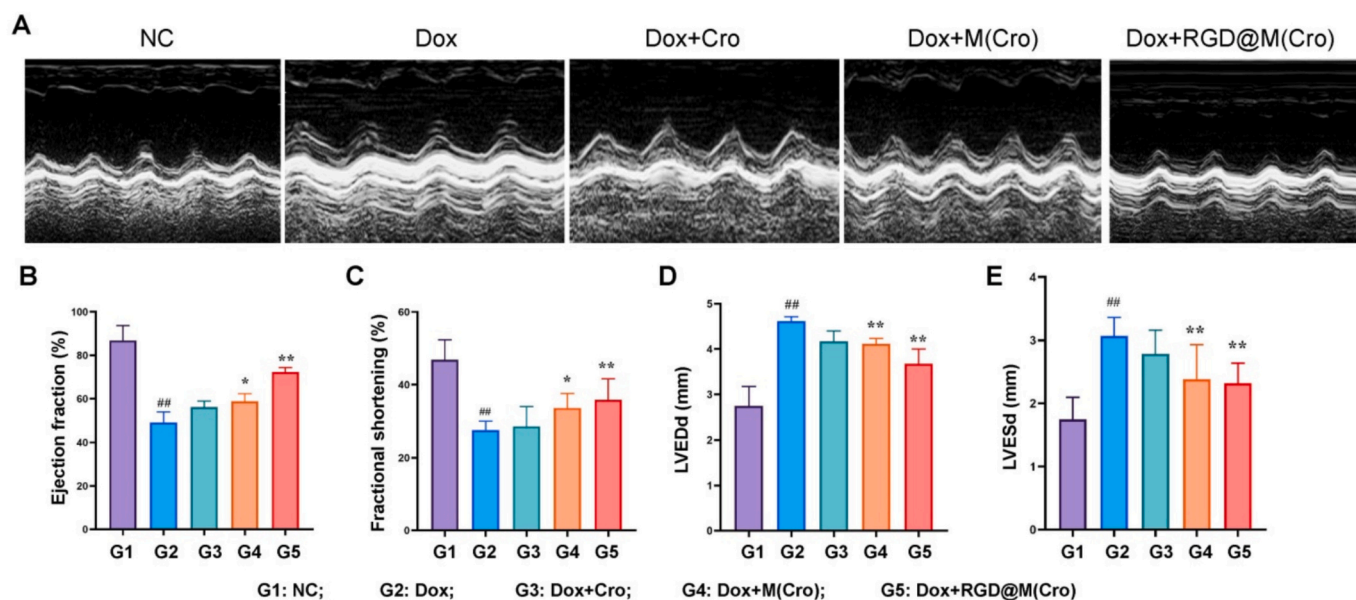 A
NC Dox Dox+Cro Dox+M(Cro) Dox+RGD@M(Cro)
B
Ejection fraction (%)
100
80
60
40
20
0
##
*
**
G1 G2 G3 G4 G5
C
Fractional shortening (%)
60
40
20
0
##
*
**
G1 G2 G3 G4 G5
D
LVEDd (mm)
5
4
3
2
1
0
##
**
**
G1 G2 G3 G4 G5
E
LVESd (mm)
4
3
2
1
0
##
**
**
G1 G2 G3 G4 G5
G1: NC; G2: Dox; G3: Dox+Cro; G4: Dox+M(Cro); G5: Dox+RGD@M(Cro)